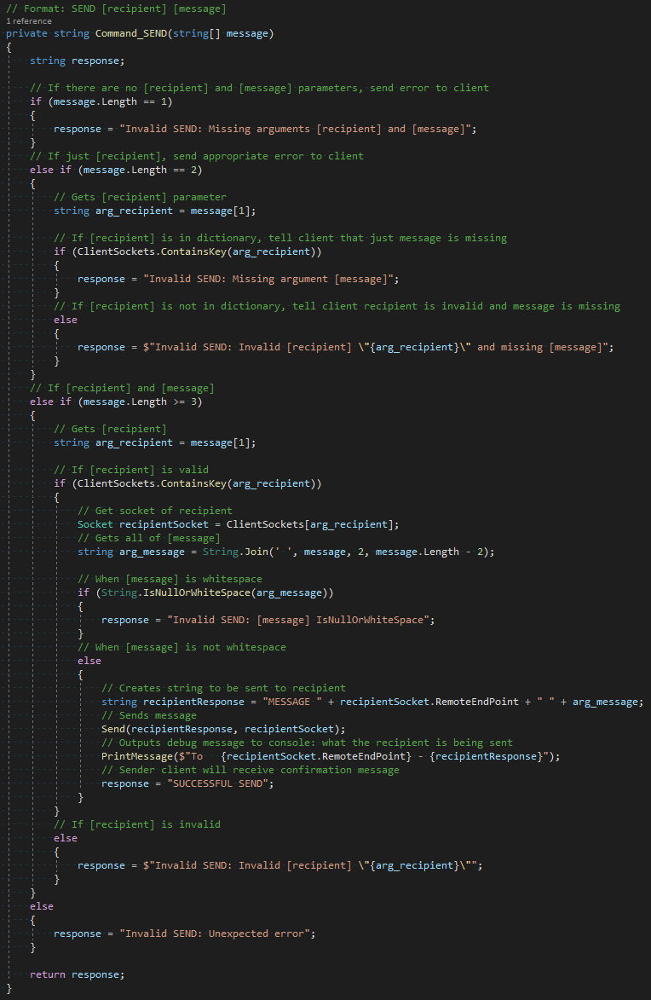 // Format: SEND [recipient] [message]
1 reference
private string Command_SEND(string[] message)
{
    string response;

    // If there are no [recipient] and [message] parameters, send error to client
    if (message.Length == 1)
    {
        response = "Invalid SEND: Missing arguments [recipient] and [message]";
    }
    // If just [recipient], send appropriate error to client
    else if (message.Length == 2)
    {
        // Gets [recipient] parameter
        string arg_recipient = message[1];

        // If [recipient] is in dictionary, tell client that just message is missing
        if (ClientSockets.ContainsKey(arg_recipient))
        {
            response = "Invalid SEND: Missing argument [message]";
        }
        // If [recipient] is not in dictionary, tell client recipient is invalid and message is missing
        else
        {
            response = $"Invalid SEND: Invalid [recipient] \"{arg_recipient}\" and missing [message]";
        }
    }
    // If [recipient] and [message]
    else if (message.Length >= 3)
    {
        // Gets [recipient]
        string arg_recipient = message[1];

        // If [recipient] is valid
        if (ClientSockets.ContainsKey(arg_recipient))
        {
            // Get socket of recipient
            Socket recipientSocket = ClientSockets[arg_recipient];
            // Gets all of [message]
            string arg_message = String.Join(' ', message, 2, message.Length - 2);

            // When [message] is whitespace
            if (String.IsNullOrWhiteSpace(arg_message))
            {
                response = "Invalid SEND: [message] IsNullOrWhiteSpace";
            }
            // When [message] is not whitespace
            else
            {
                // Creates string to be sent to recipient
                string recipientResponse = "MESSAGE " + recipientSocket.RemoteEndPoint + " " + arg_message;
                // Sends message
                Send(recipientResponse, recipientSocket);
                // Outputs debug message to console: what the recipient is being sent
                PrintMessage($"To   {recipientSocket.RemoteEndPoint} - {recipientResponse}");
                // Sender client will receive confirmation message
                response = "SUCCESSFUL SEND";
            }
        }
        // If [recipient] is invalid
        else
        {
            response = $"Invalid SEND: Invalid [recipient] \"{arg_recipient}\"";
        }
    }
    else
    {
        response = "Invalid SEND: Unexpected error";
    }

    return response;
}